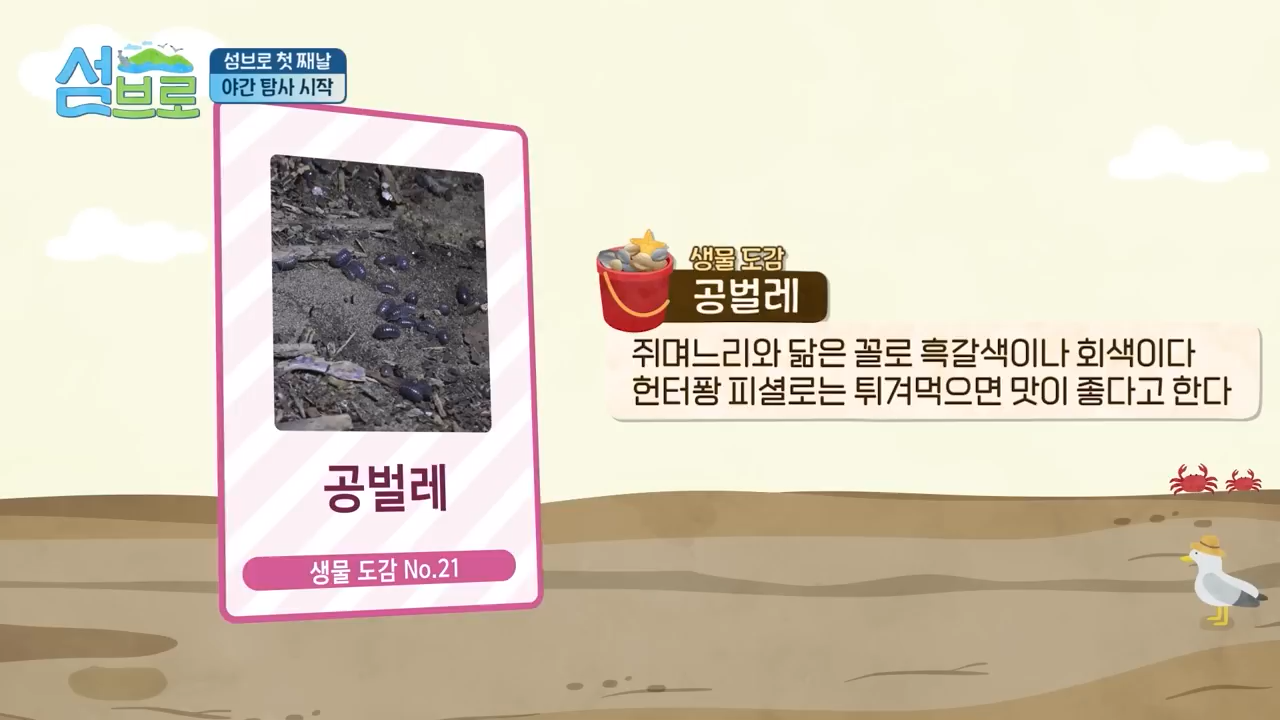 섬브로
섬브로 첫 째날
야간 탐사 시작
생물 도감
공벌레
쥐며느리와 닮은 꼴로 흑갈색이나 회색이다
헌터퐝 피셜로는 튀겨먹으면 맛이 좋다고 한다
공벌레
생물 도감 No.21